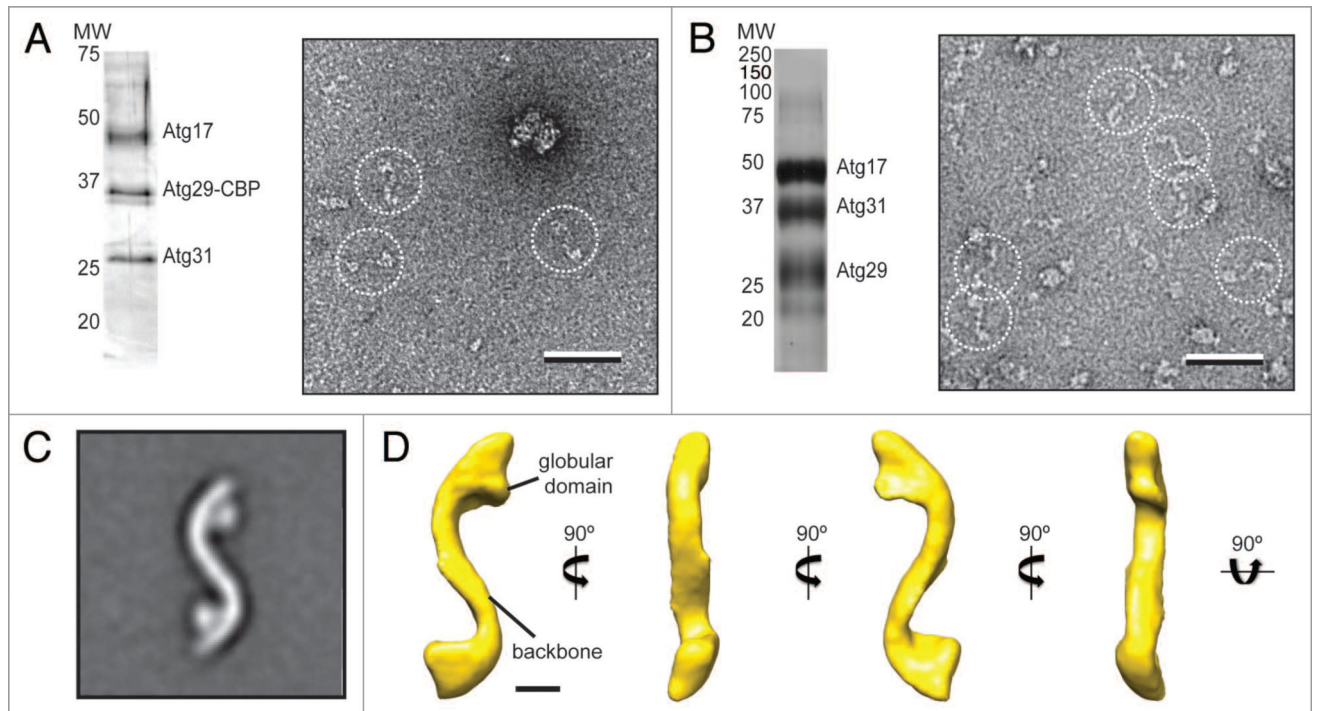 A
MW
75
50
37
25
20
Atg17
Atg29-CBP
Atg31
B
MW
250
150
100
75
50
37
25
20
Atg17
Atg31
Atg29
C
D
globular
domain
backbone
90º
90º
90º
90º